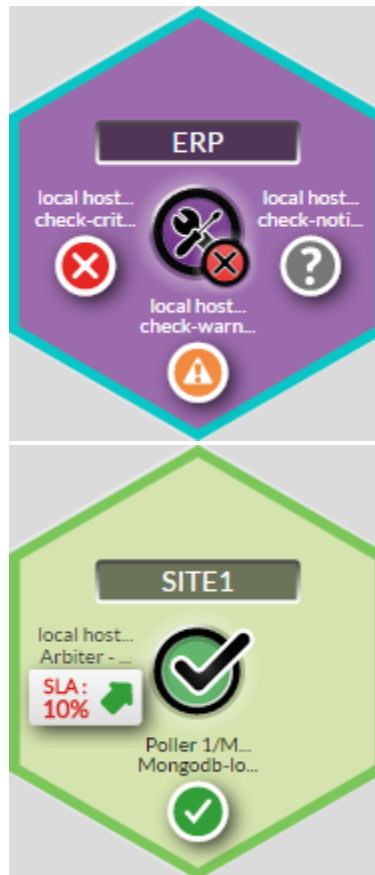 ERP
local host...
check-crit...
local host...
check-noti...
local host...
check-warn...
SITE1
local host...
Arbiter - ...
SLA :
10%
Poller 1/M...
Mongodb-lo...